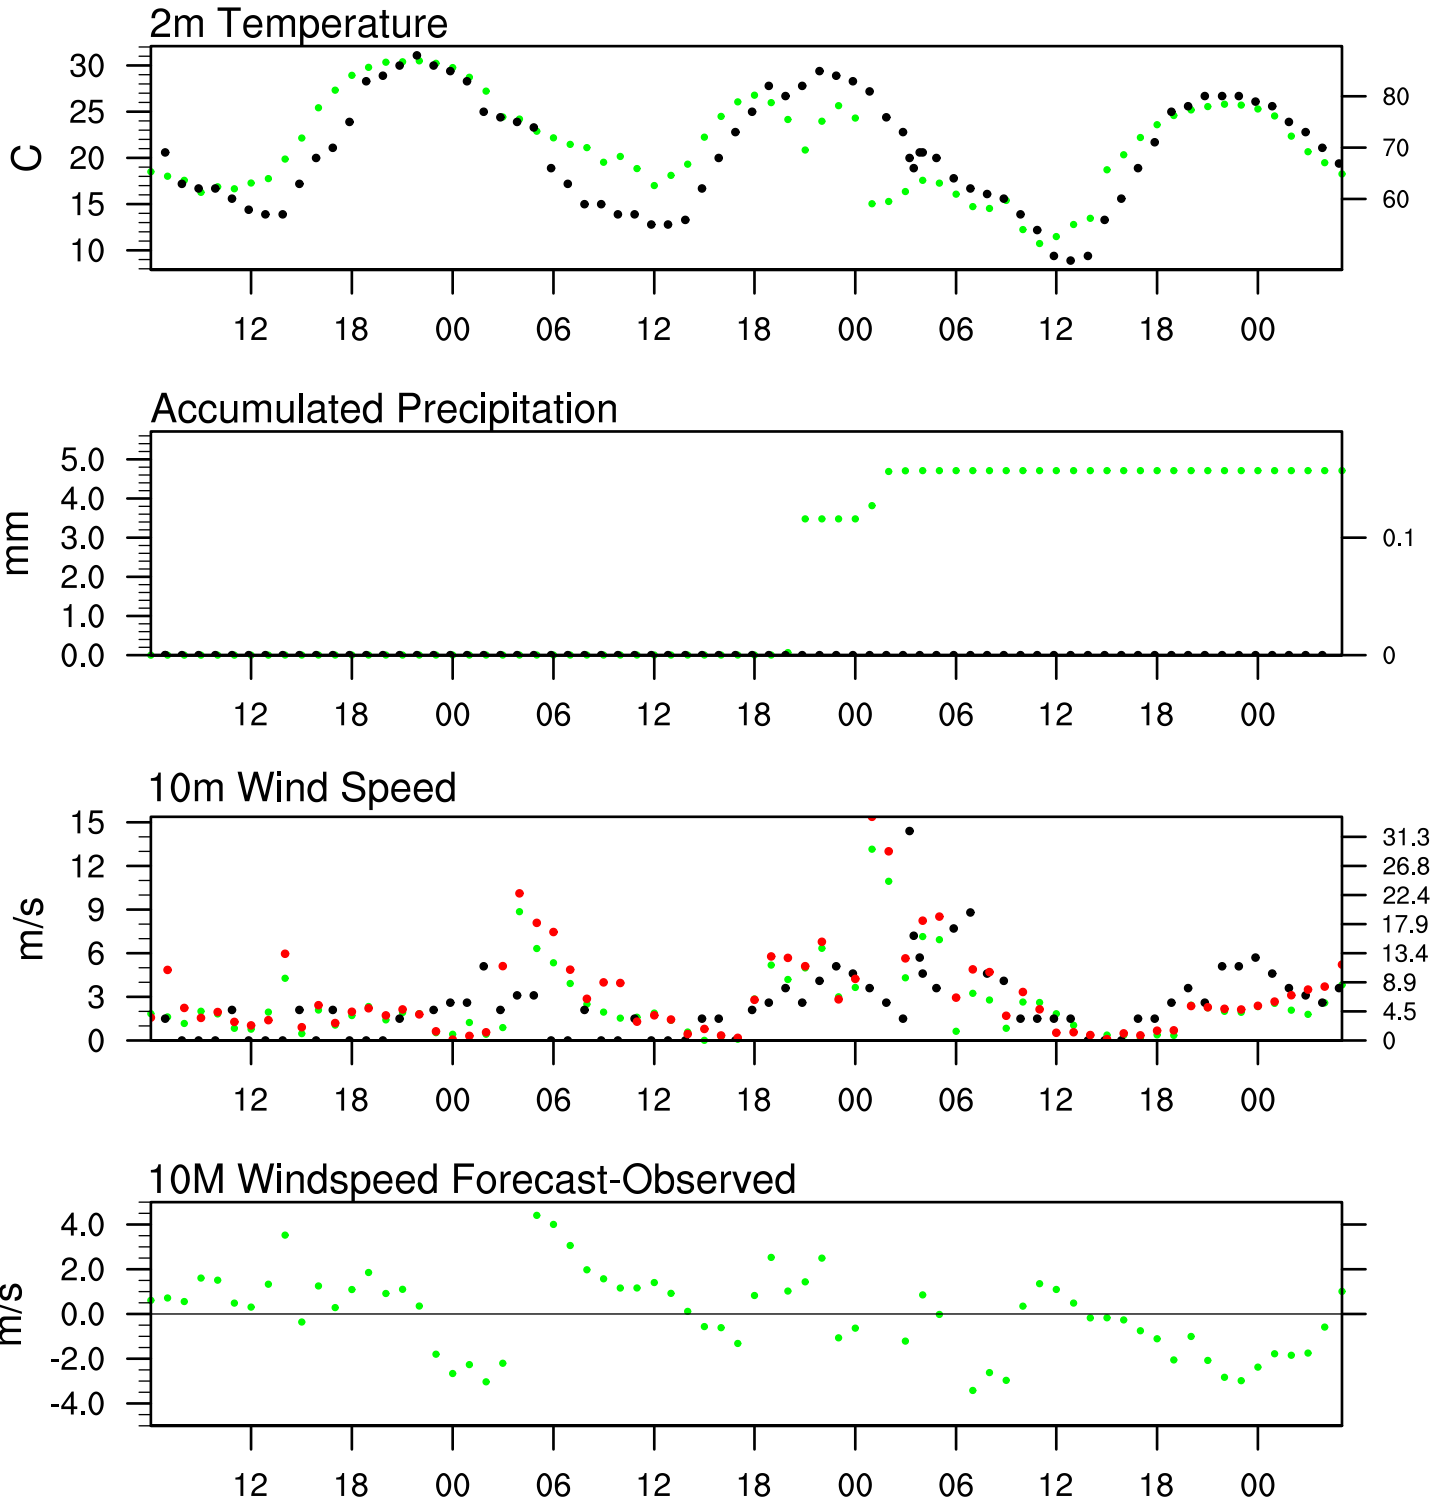 2m Temperature
30
25
20
15
10
C
80
70
60
12 18 00 06 12 18 00 06 12 18 00
Accumulated Precipitation
5.0
4.0
3.0
2.0
1.0
0.0
mm
0.1
0
12 18 00 06 12 18 00 06 12 18 00
10m Wind Speed
15
12
9
6
3
0
m/s
31.3
26.8
22.4
17.9
13.4
8.9
4.5
0
12 18 00 06 12 18 00 06 12 18 00
10M Windspeed Forecast-Observed
4.0
2.0
0.0
-2.0
-4.0
m/s
12 18 00 06 12 18 00 06 12 18 00